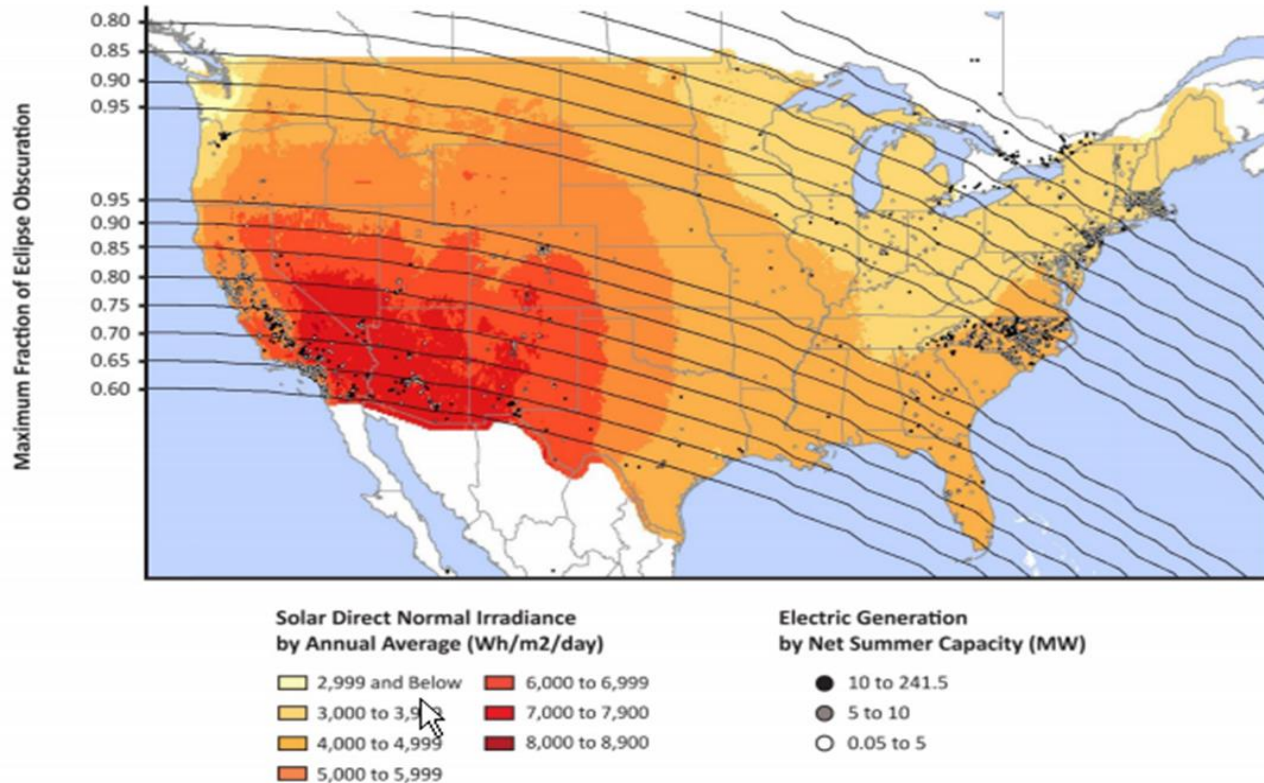 Maximum Fraction of Eclipse Obscuration
0.80
0.85
0.90
0.95
0.95
0.90
0.85
0.80
0.75
0.70
0.65
0.60
Solar Direct Normal Irradiance
by Annual Average (Wh/m2/day)
2,999 and Below
3,000 to
4,000 to 4,999
5,000 to 5,999
6,000 to 6,999
7,000 to 7,900
8,000 to 8,900
Electric Generation
by Net Summer Capacity (MW)
10 to 241.5
5 to 10
0.05 to 5